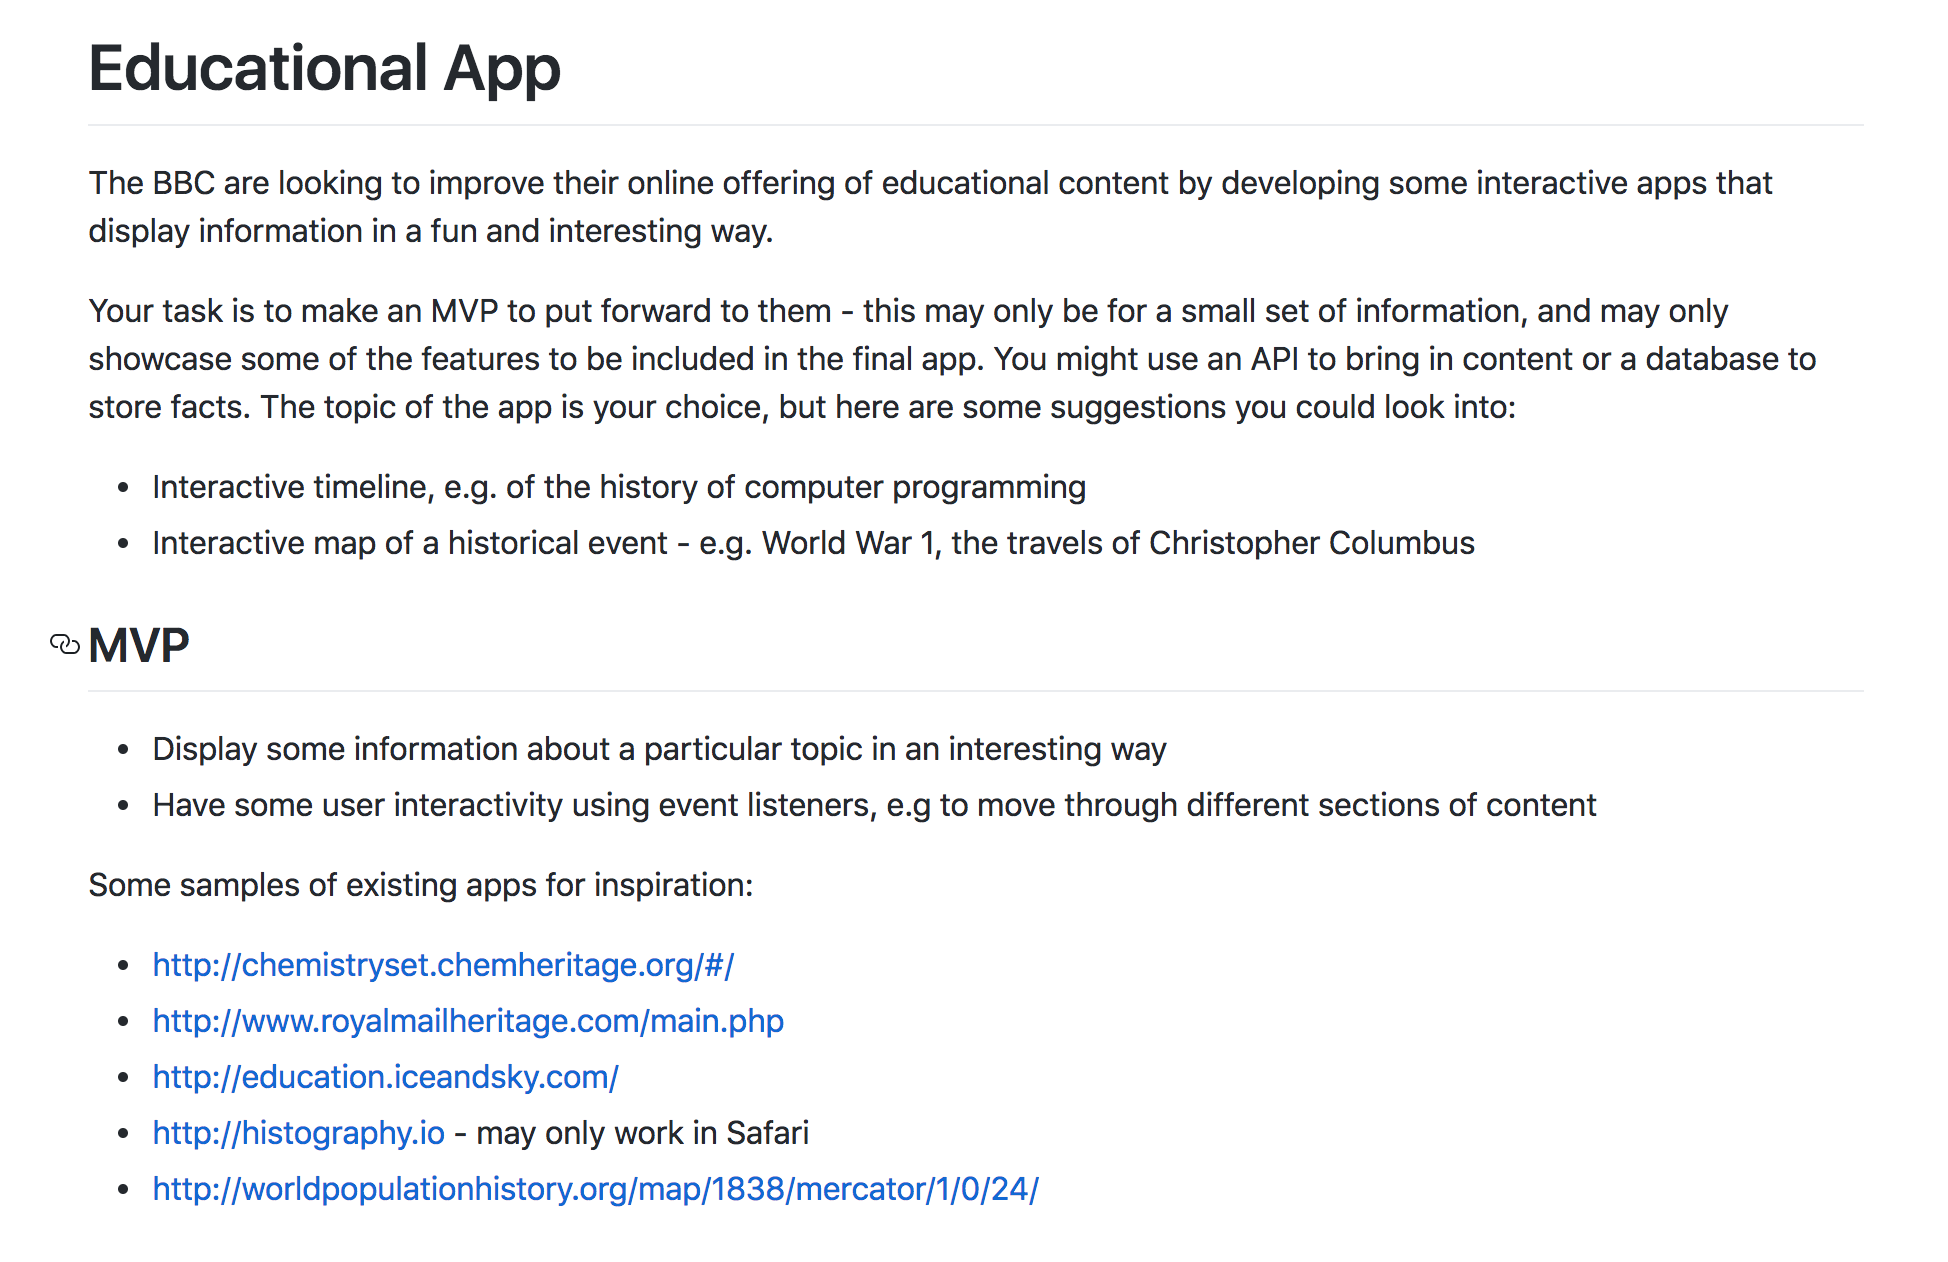 Educational App
The BBC are looking to improve their online offering of educational content by developing some interactive apps that
display information in a fun and interesting way.
Your task is to make an MVP to put forward to them - this may only be for a small set of information, and may only
showcase some of the features to be included in the final app. You might use an API to bring in content or a database to
store facts. The topic of the app is your choice, but here are some suggestions you could look into:
• Interactive timeline, e.g. of the history of computer programming
• Interactive map of a historical event - e.g. World War 1, the travels of Christopher Columbus
MVP
• Display some information about a particular topic in an interesting way
• Have some user interactivity using event listeners, e.g to move through different sections of content
Some samples of existing apps for inspiration:
• http://chemistryset.chemheritage.org/#/
• http://www.royalmailheritage.com/main.php
• http://education.iceandsky.com/
• http://histography.io - may only work in Safari
• http://worldpopulationhistory.org/map/1838/mercator/1/0/24/